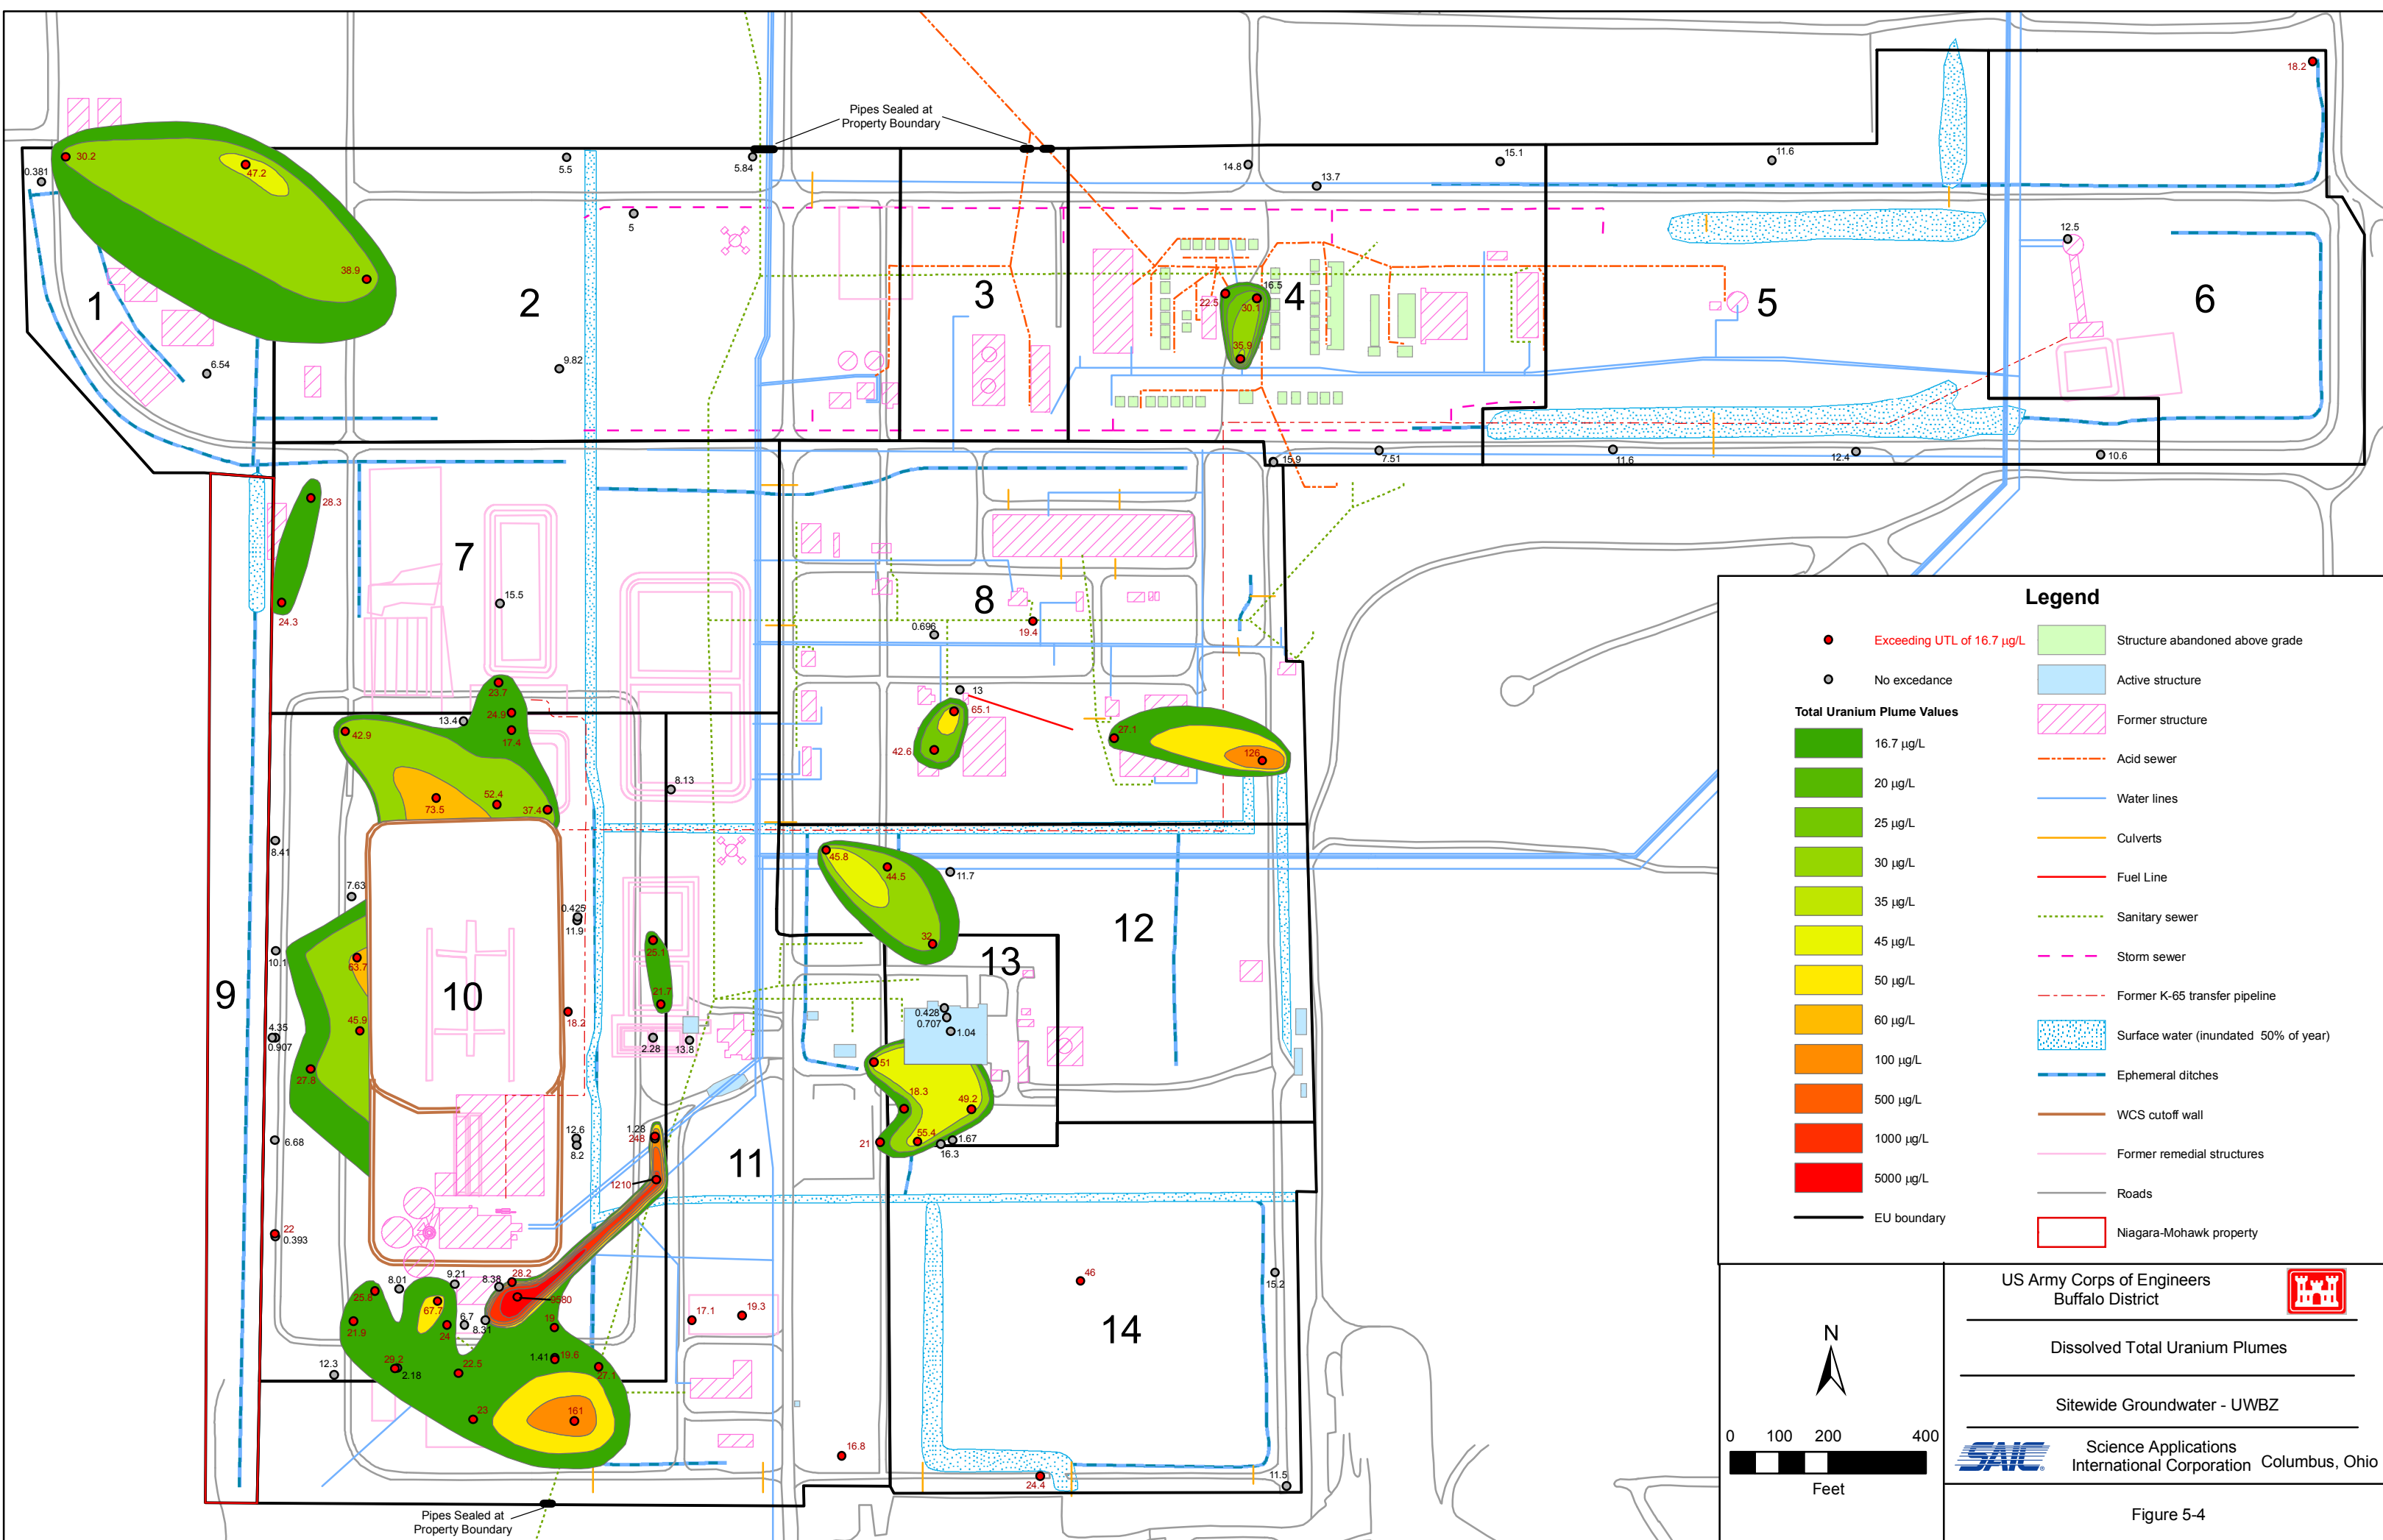 Pipes Sealed at
Property Boundary
18.2
30.2
47.2
0.381
38.9
1
6.54
5.5
5.84
5
2
9.82
3
14.8
13.7
15.1
11.6
22.5
16.5
30.1
35.9
4
5
12.5
6
15.9
7.51
11.6
12.4
10.6
28.3
24.3
7
15.5
8
0.696
19.4
13
65.1
42.6
27.1
126
23.7
24.9
17.4
13.4
42.9
73.5
52.4
37.4
8.13
8.41
7.63
0.425
11.9
10.1
63.7
45.9
4.35
0.907
27.8
9
10
18.2
25.1
21.7
2.28
13.8
45.8
44.5
11.7
32
12
13
0.428
0.707
1.04
51
18.3
49.2
55.4
21
1.67
16.3
6.68
12.6
8.2
1.28
248
1210
11
22
0.393
8.01
9.21
8.38
28.2
25.8
67.7
21.9
24
6.7
8.31
19
29.2
2.18
22.5
1.41
19.6
27.1
12.3
23
161
17.1
19.3
16.8
46
15.2
14
24.4
11.5
Pipes Sealed at
Property Boundary
Legend
Exceeding UTL of 16.7 µg/L
No excedance
Total Uranium Plume Values
16.7 µg/L
20 µg/L
25 µg/L
30 µg/L
35 µg/L
45 µg/L
50 µg/L
60 µg/L
100 µg/L
500 µg/L
1000 µg/L
5000 µg/L
EU boundary
Structure abandoned above grade
Active structure
Former structure
Acid sewer
Water lines
Culverts
Fuel Line
Sanitary sewer
Storm sewer
Former K-65 transfer pipeline
Surface water (inundated 50% of year)
Ephemeral ditches
WCS cutoff wall
Former remedial structures
Roads
Niagara-Mohawk property
N
0 100 200 400
Feet
US Army Corps of Engineers
Buffalo District
Dissolved Total Uranium Plumes
Sitewide Groundwater - UWBZ
SAIC
Science Applications
International Corporation Columbus, Ohio
Figure 5-4